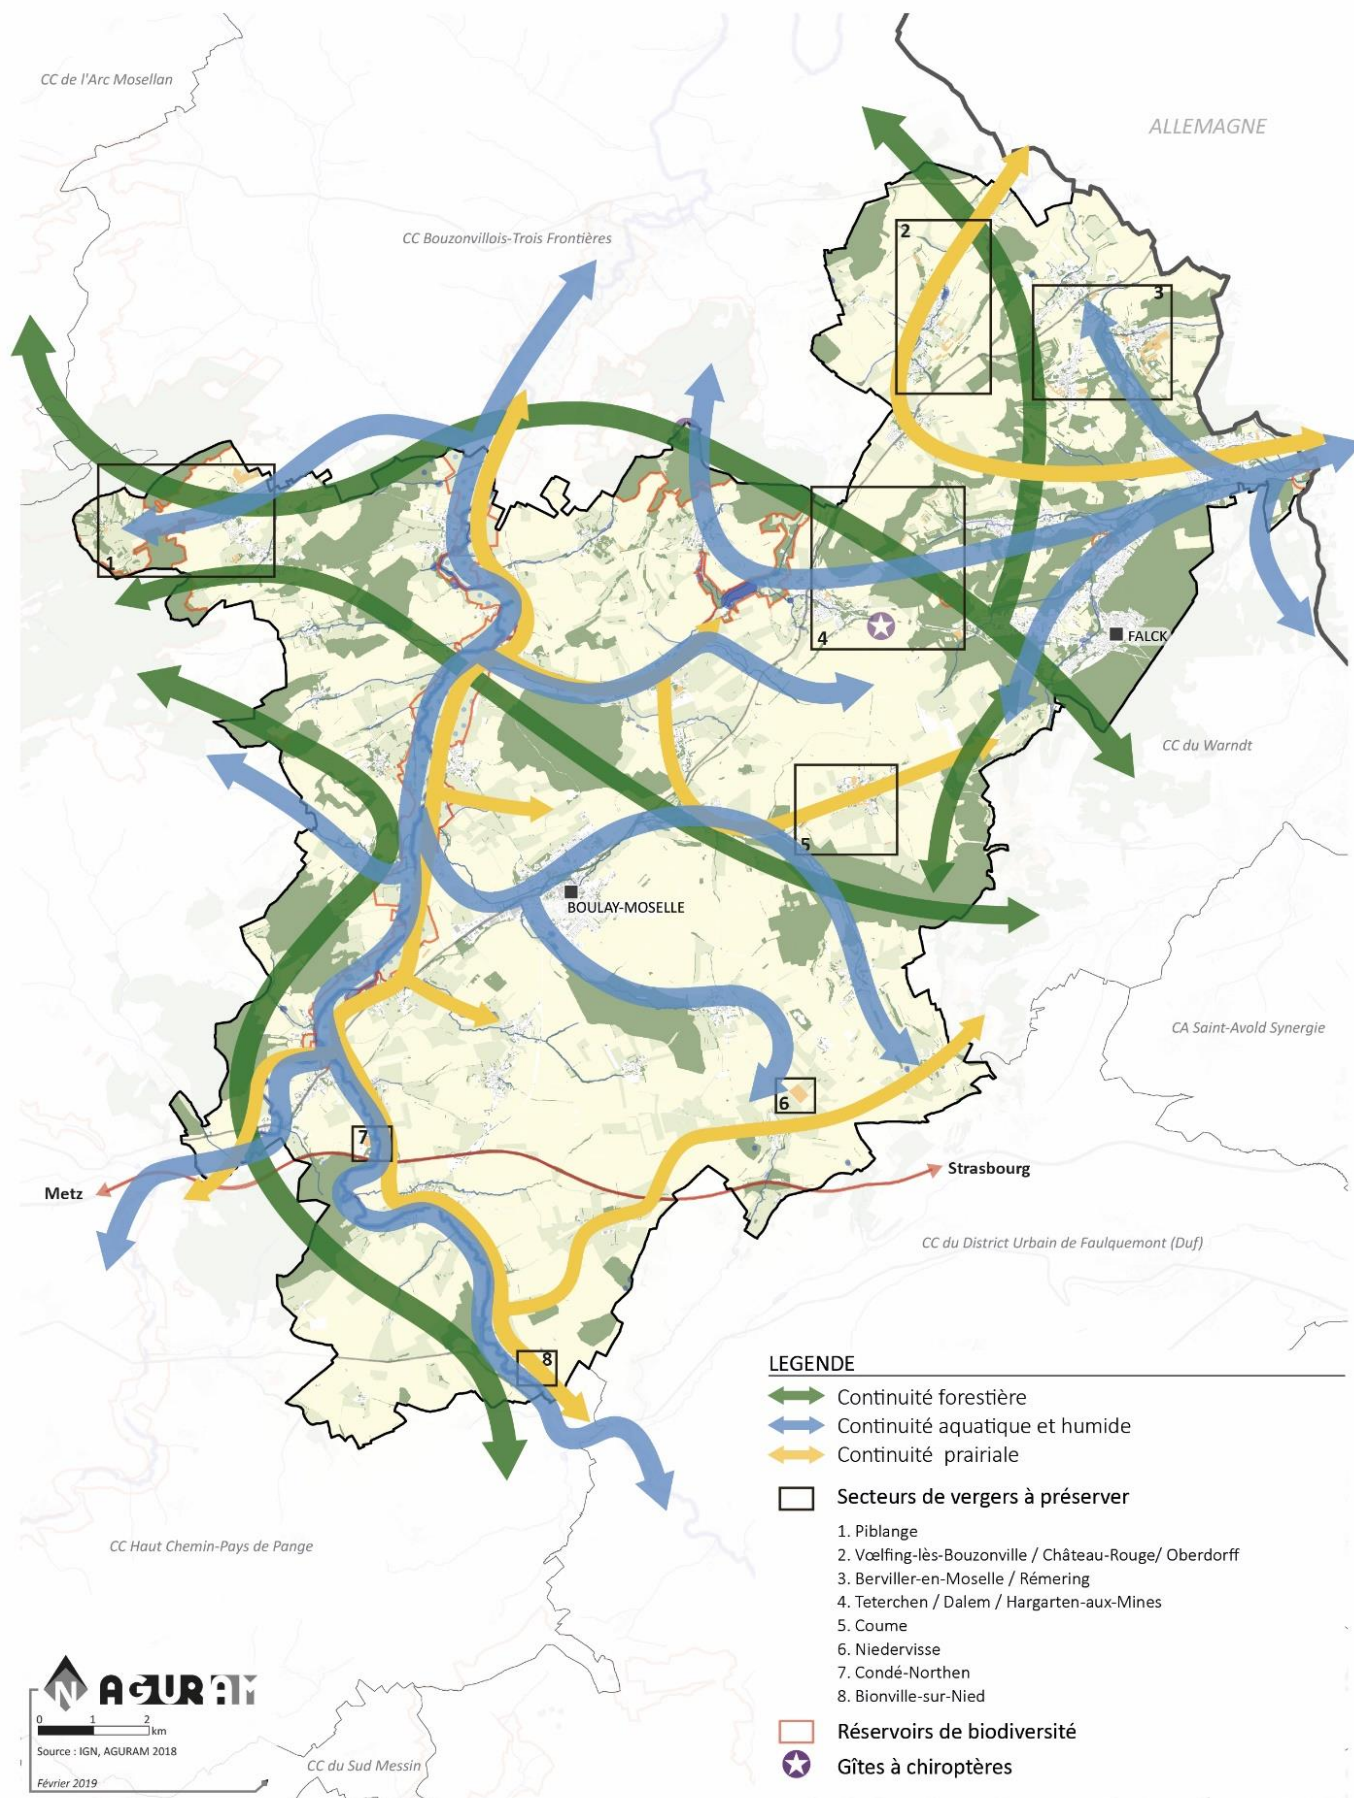 CC de l'Arc Mosellan
ALLEMAGNE
CC Bouzonvillois-Trois Frontières
2
3
1
4
FALCK
CC du Warndt
5
BOULAY-MOSELLE
CA Saint-Avold Synergie
6
7
Strasbourg
Metz
CC du District Urbain de Faulquemont (Duf)
8
LEGENDE
Continuité forestière
Continuité aquatique et humide
Continuité prairiale
Secteurs de vergers à préserver
1. Piblange
2. Vœlfing-lès-Bouzonville / Château-Rouge/ Oberdorff
3. Berviller-en-Moselle / Rémering
4. Teterchen / Dalem / Hargarten-aux-Mines
5. Coume
6. Niedervisse
7. Condé-Northen
8. Bionville-sur-Nied
Réservoirs de biodiversité
Gîtes à chiroptères
CC Haut Chemin-Pays de Pange
N AGURAM
0 1 2
km
Source : IGN, AGURAM 2018
Février 2019
CC du Sud Messin